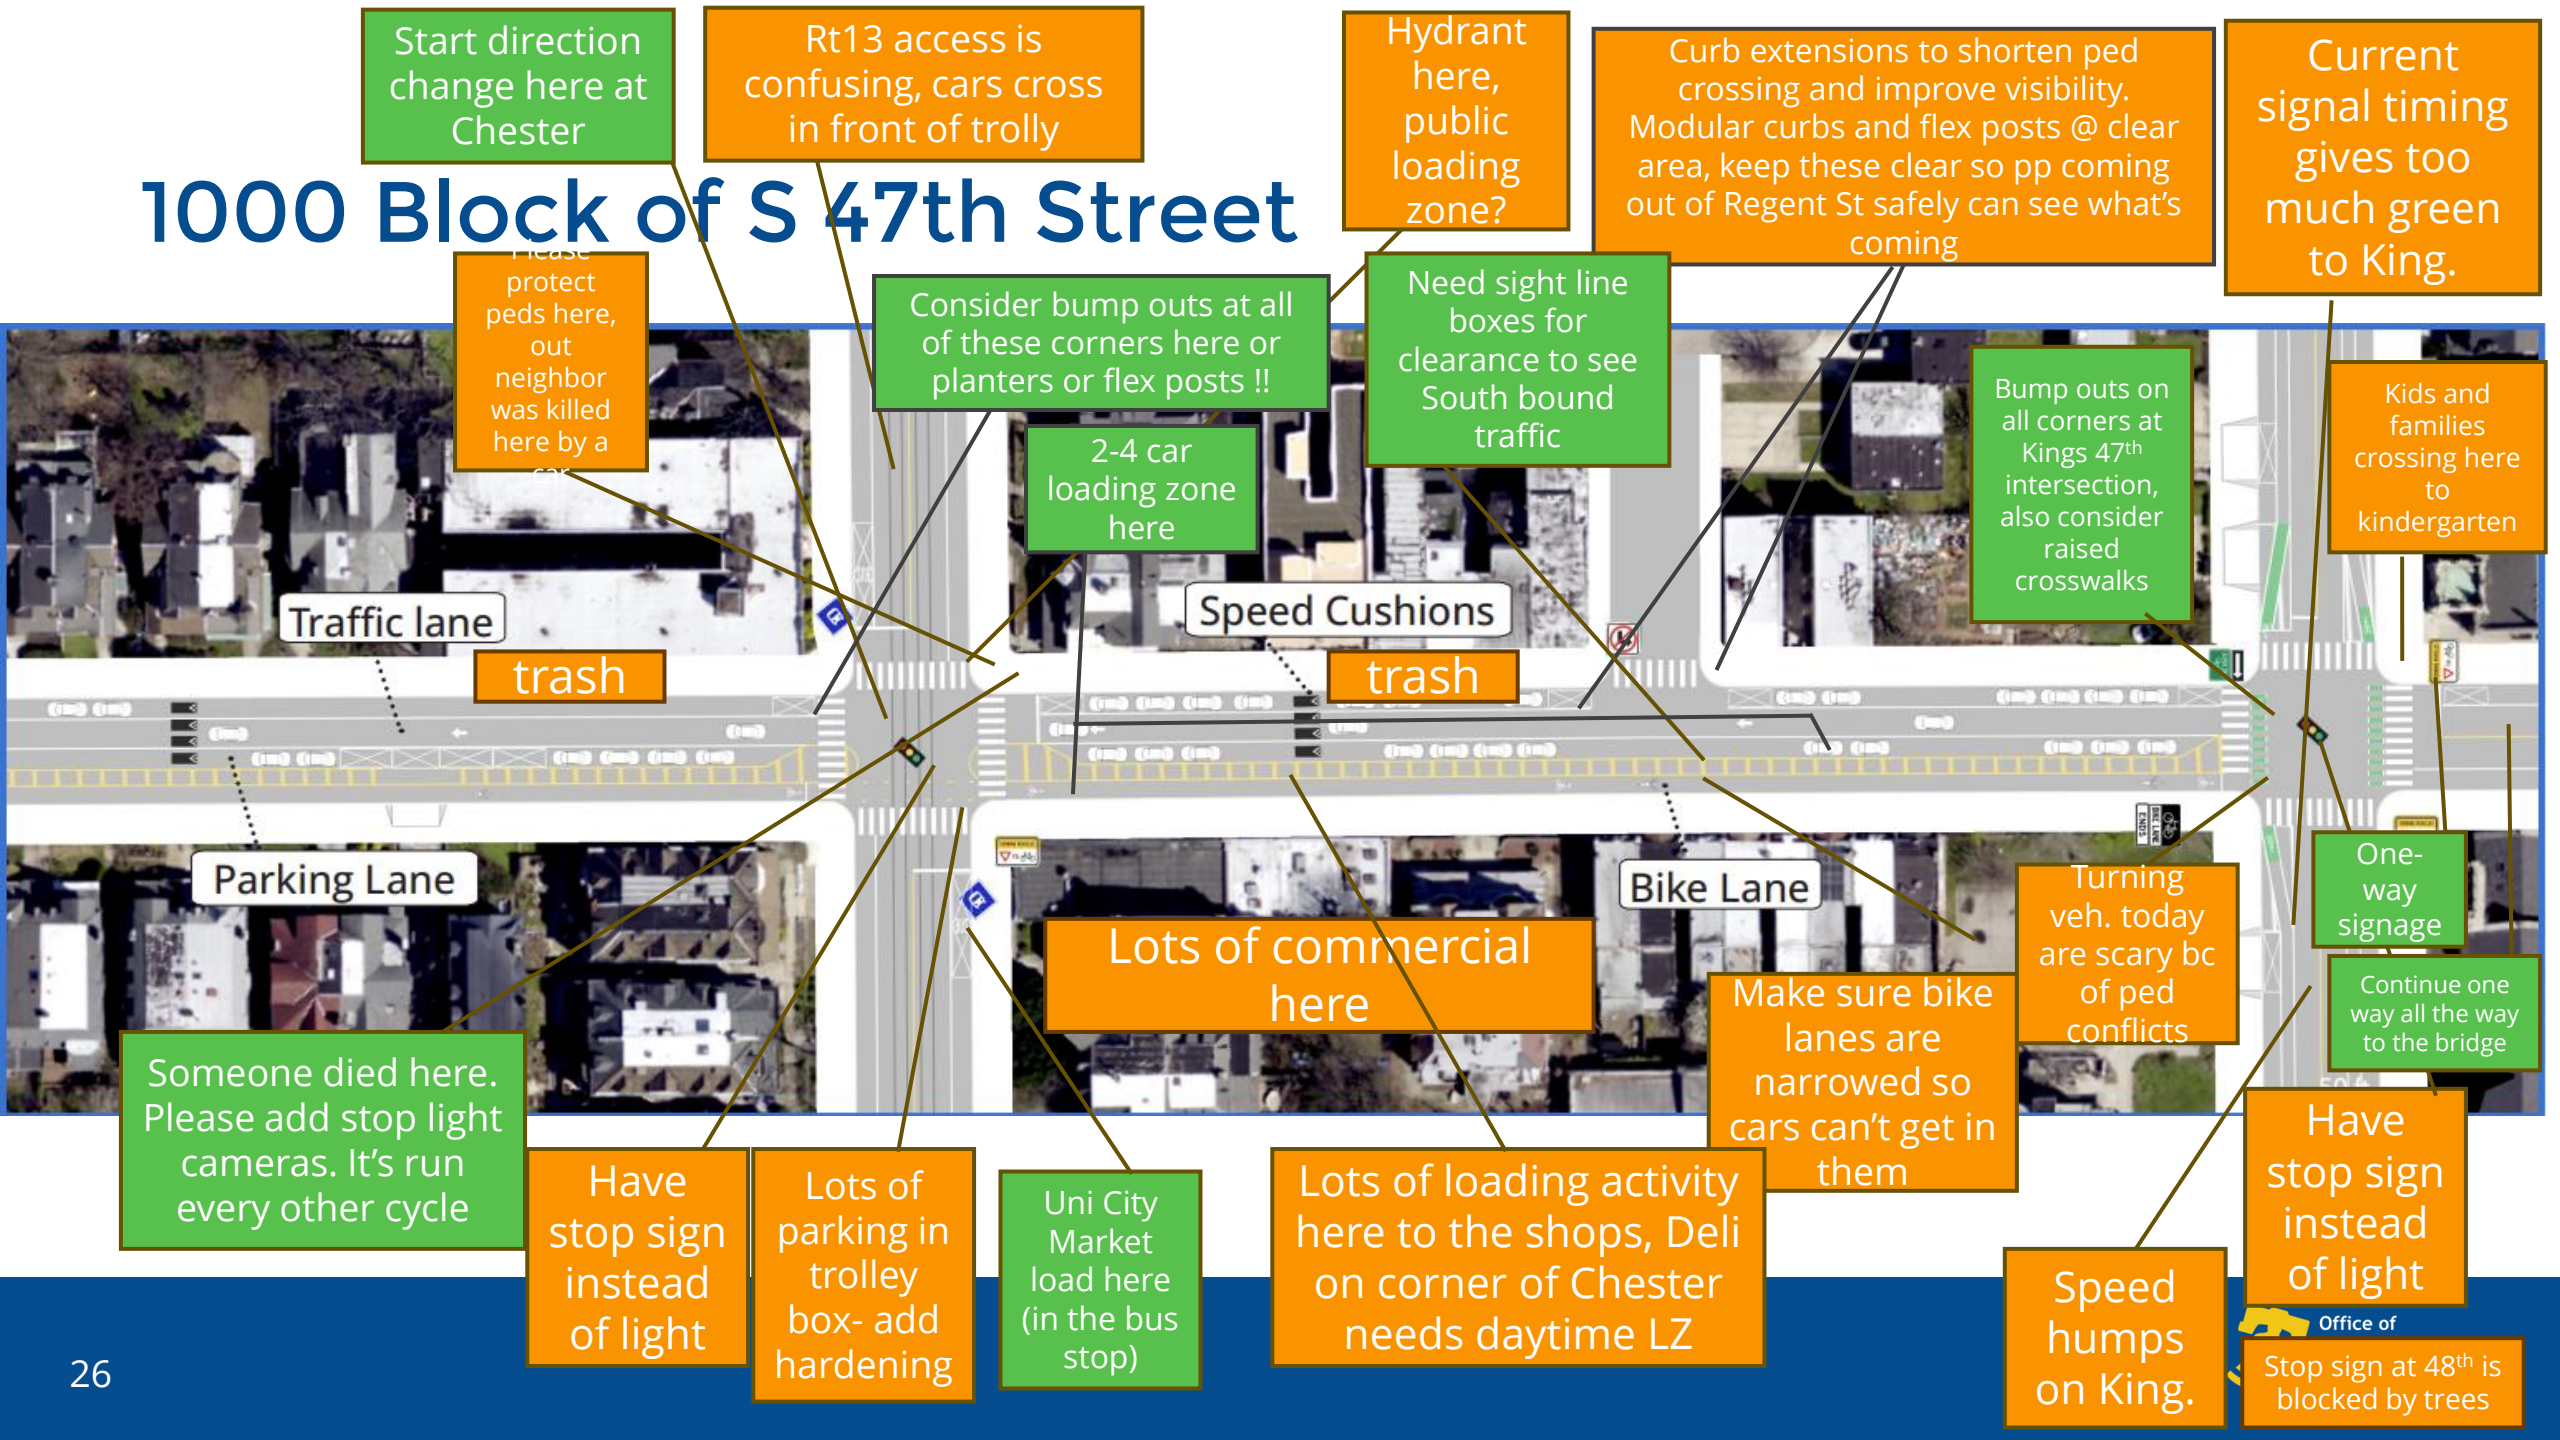 Start direction
change here at
Chester
Rt13 access is
confusing, cars cross
in front of trolly
Hydrant
here,
public
loading
zone?
Curb extensions to shorten ped
crossing and improve visibility.
Modular curbs and flex posts @ clear
area, keep these clear so pp coming
out of Regent St safely can see what's
coming
Current
signal timing
gives too
much green
to King.
1000 Block of S 47th Street
Please
protect
peds here,
out
neighbor
was killed
here by a
car
Consider bump outs at all
of these corners here or
planters or flex posts !!
Need sight line
boxes for
clearance to see
South bound
traffic
2-4 car
loading zone
here
Bump outs on
all corners at
Kings 47th
intersection,
also consider
raised
crosswalks
Kids and
families
crossing here
to
kindergarten
Traffic lane
Speed Cushions
trash
trash
Parking Lane
Bike Lane
BIKE LANE
ENDS
Lots of commercial
here
Turning
veh. today
are scary bc
of ped
conflicts
One-
way
signage
Continue one
way all the way
to the bridge
Make sure bike
lanes are
narrowed so
cars can't get in
them
Someone died here.
Please add stop light
cameras. It's run
every other cycle
Have
stop sign
instead
of light
Lots of
parking in
trolley
box- add
hardening
Uni City
Market
load here
(in the bus
stop)
Lots of loading activity
here to the shops, Deli
on corner of Chester
needs daytime LZ
Speed
humps
on King.
Have
stop sign
instead
of light
Office of
Stop sign at 48th is
blocked by trees
26